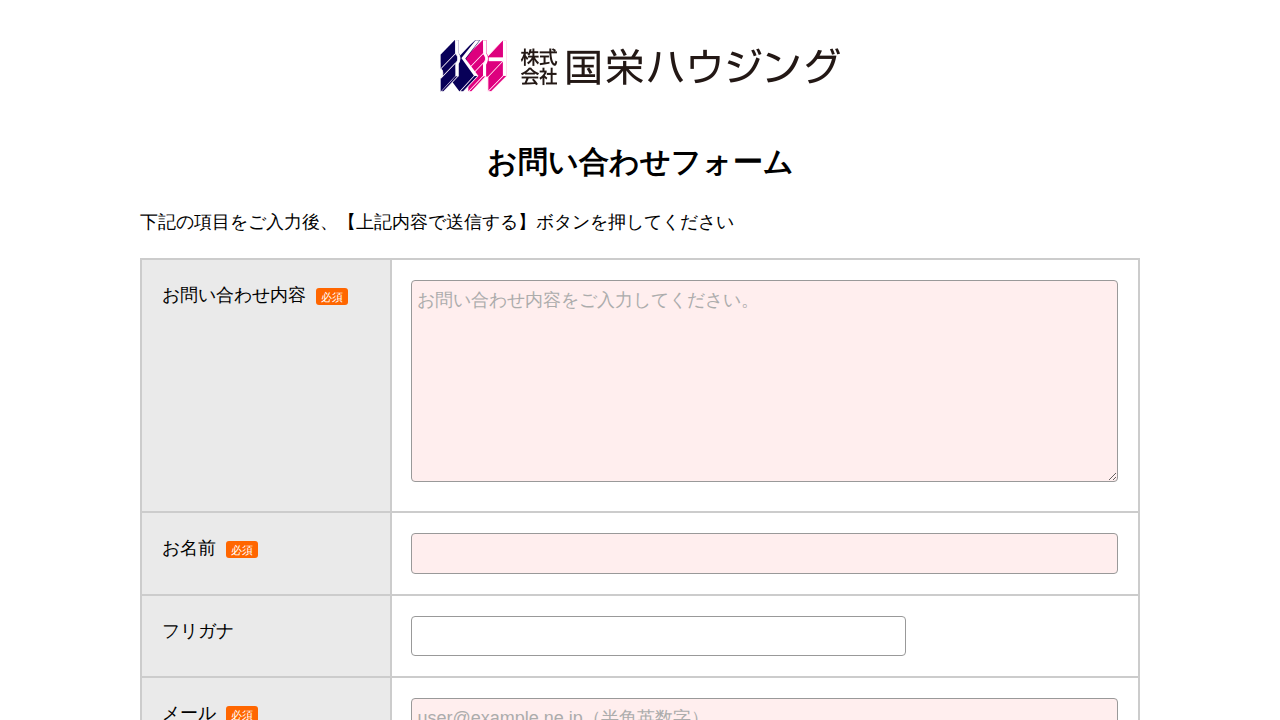 株式会社 国栄ハウジング
お問い合わせフォーム
下記の項目をご入力後、【上記内容で送信する】ボタンを押してください
お問い合わせ内容 必須
お問い合わせ内容をご入力してください。
お名前 必須
フリガナ
メール 必須
user@example.ne.jp（半角英数字）